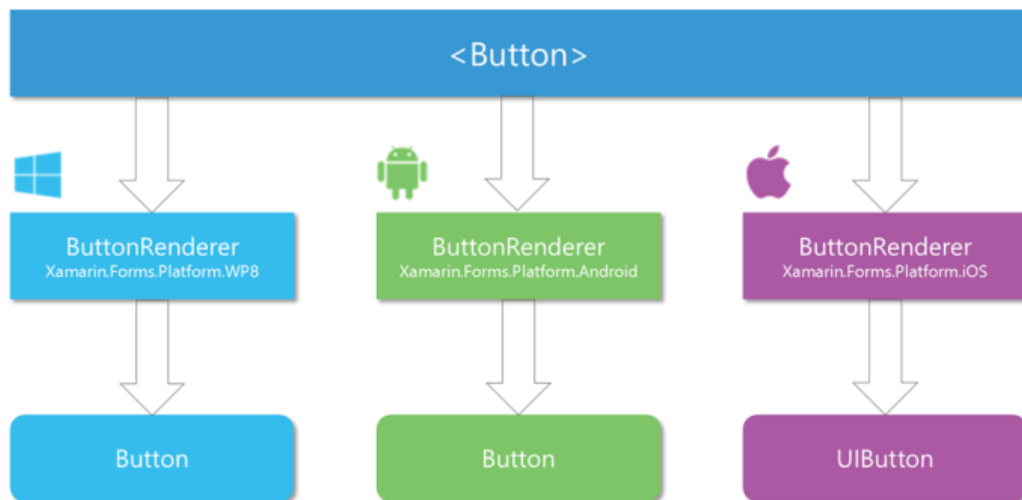 <Button>
ButtonRenderer
Xamarin.Forms.Platform.WP8
ButtonRenderer
Xamarin.Forms.Platform.Android
ButtonRenderer
Xamarin.Forms.Platform.iOS
Button
Button
UIButton